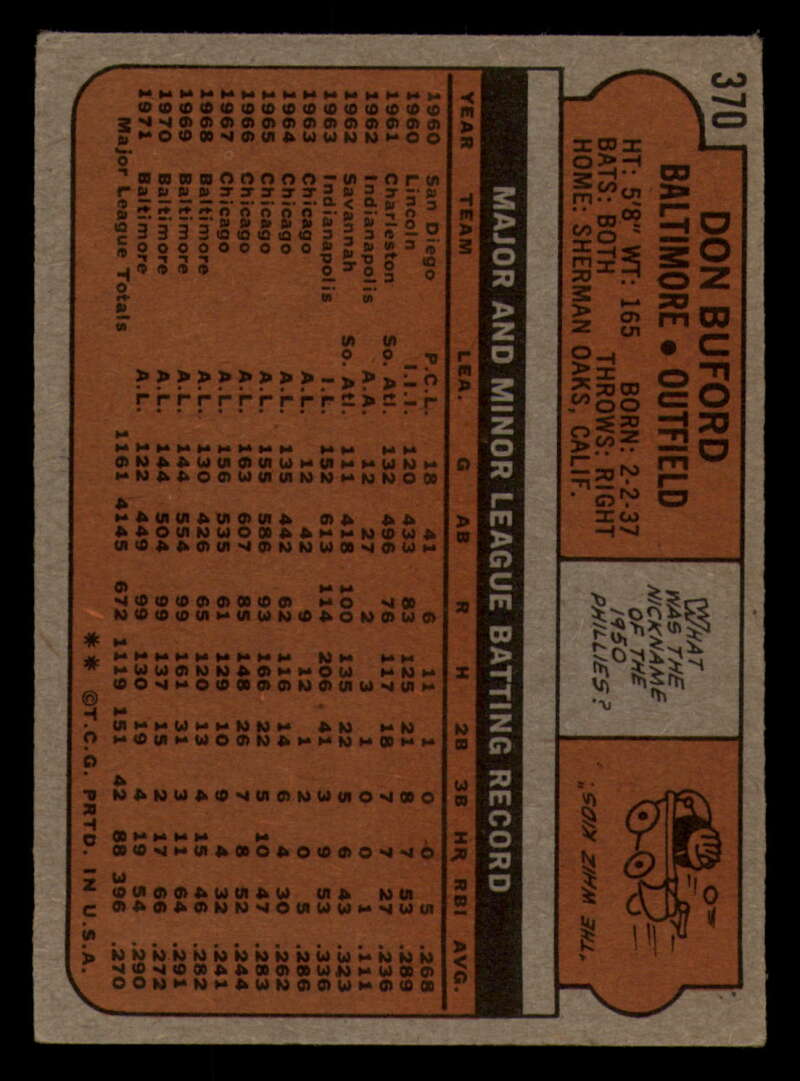 370
DON BUFORD
BALTIMORE • OUTFIELD
HT: 5'8" WT: 165 BORN: 2-2-37
BATS: BOTH THROWS: RIGHT
HOME: SHERMAN OAKS, CALIF.
WHAT
WAS THE
NICKNAME
OF THE
1950
PHILLIES?
"THE WHIZ KIDS."
MAJOR AND MINOR LEAGUE BATTING RECORD
YEAR TEAM LEA. G AB R H 2B 3B HR RBI AVG.
1960 San Diego P.C.L. 18 41 6 11 1 0 0 5 .268
1960 Lincoln I.I.I. 120 433 83 125 21 8 7 53 .289
1961 Charleston So. Atl. 132 496 76 117 18 7 7 27 .236
1962 Indianapolis A.A. 12 27 2 3 1 0 0 1 .111
1962 Savannah So. Atl. 111 418 100 135 22 5 6 43 .323
1963 Indianapolis I.L. 152 613 114 206 41 3 9 53 .336
1963 Chicago A.L. 12 42 9 12 1 2 0 5 .286
1964 Chicago A.L. 135 442 62 116 14 6 4 30 .262
1965 Chicago A.L. 155 586 93 166 22 5 10 47 .283
1966 Chicago A.L. 163 607 85 148 26 7 8 52 .244
1967 Chicago A.L. 156 535 61 129 10 9 4 32 .241
1968 Baltimore A.L. 130 426 65 120 13 4 15 46 .282
1969 Baltimore A.L. 144 554 99 161 31 3 11 64 .291
1970 Baltimore A.L. 144 504 99 137 15 2 17 66 .272
1971 Baltimore A.L. 122 449 99 130 19 4 19 54 .290
Major League Totals 1161 4145 672 1119 151 42 88 396 .270
** ©T.C.G. PRTD. IN U.S.A.